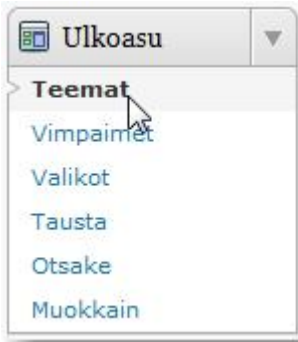 Ulkoasu
Teemat
Vimpaimet
Valikot
Tausta
Otsake
Muokkain